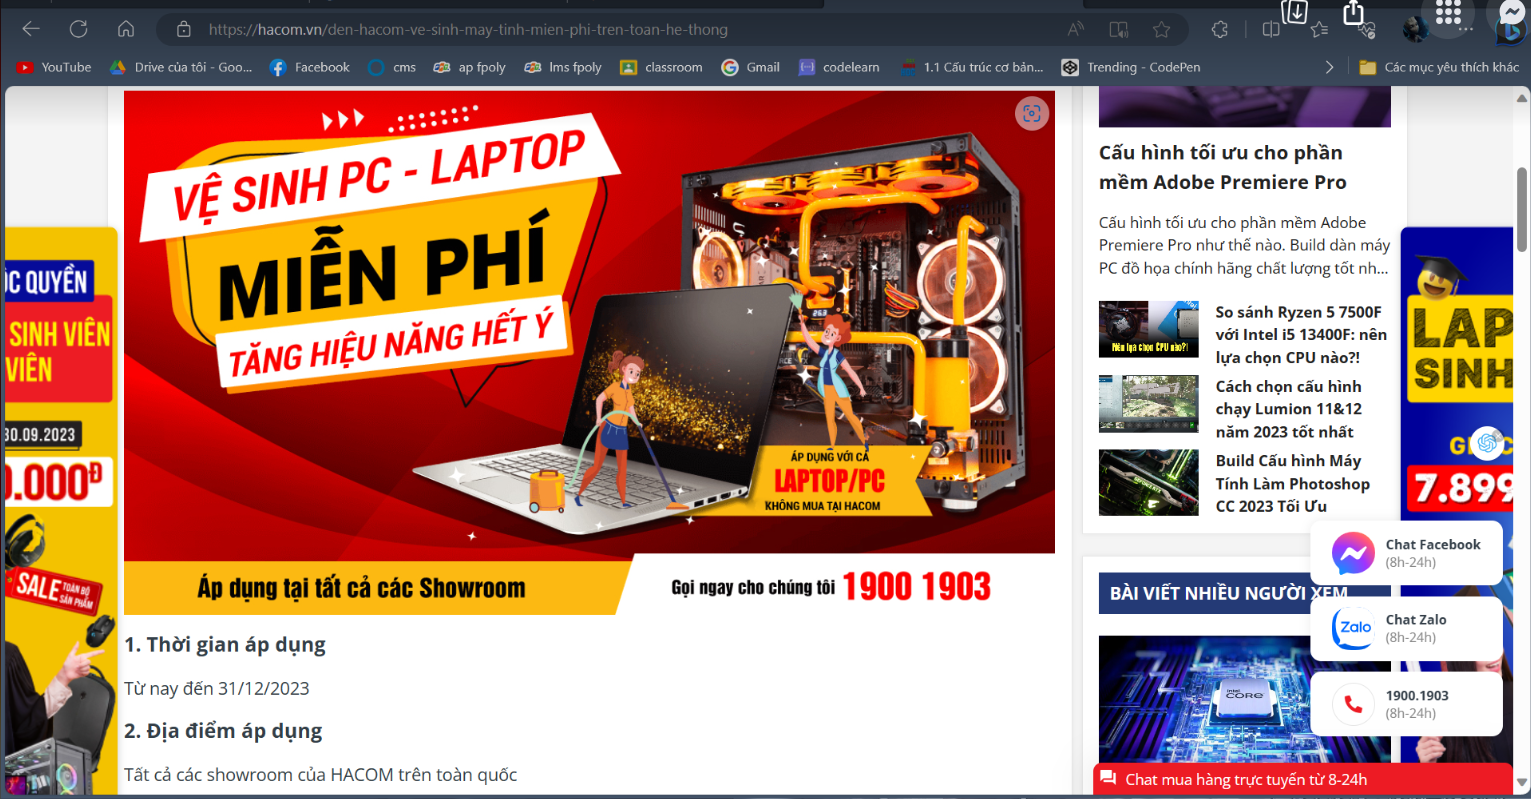 https://hacom.vn/den-hacom-ve-sinh-may-tinh-mien-phi-tren-toan-he-thong
YouTube
Drive của tôi - Goo...
Facebook
cms
ap fpoly
lms fpoly
classroom
Gmail
codelearn
1.1 Cấu trúc cơ bản...
Trending - CodePen
Các mục yêu thích khác
VỆ SINH PC - LAPTOP
MIỄN PHÍ
TĂNG HIỆU NĂNG HẾT Ý
ÁP DỤNG VỚI CẢ
LAPTOP/PC
KHÔNG MUA TẠI HACOM
Áp dụng tại tất cả các Showroom
Gọi ngay cho chúng tôi 1900 1903
1. Thời gian áp dụng
Từ nay đến 31/12/2023
2. Địa điểm áp dụng
Tất cả các showroom của HACOM trên toàn quốc
QUYỀN
SINH VIÊN
VIÊN
30.09.2023
0.000Đ
SALE TOÀN BỘ
SẢN PHẨM
Cấu hình tối ưu cho phần
mềm Adobe Premiere Pro
Cấu hình tối ưu cho phần mềm Adobe
Premiere Pro như thế nào. Build dàn máy
PC đồ họa chính hãng chất lượng tốt nh...
So sánh Ryzen 5 7500F
với Intel i5 13400F: nên
lựa chọn CPU nào?!
Nên lựa chọn CPU nào?!
Cách chọn cấu hình
chạy Lumion 11&12
năm 2023 tốt nhất
Build Cấu hình Máy
Tính Làm Photoshop
CC 2023 Tối Ưu
BÀI VIẾT NHIỀU NGƯỜI XEM
intel
CORE
LAP
SINH
7.899
Chat Facebook
(8h-24h)
Zalo
Chat Zalo
(8h-24h)
1900.1903
(8h-24h)
Chat mua hàng trực tuyến từ 8-24h